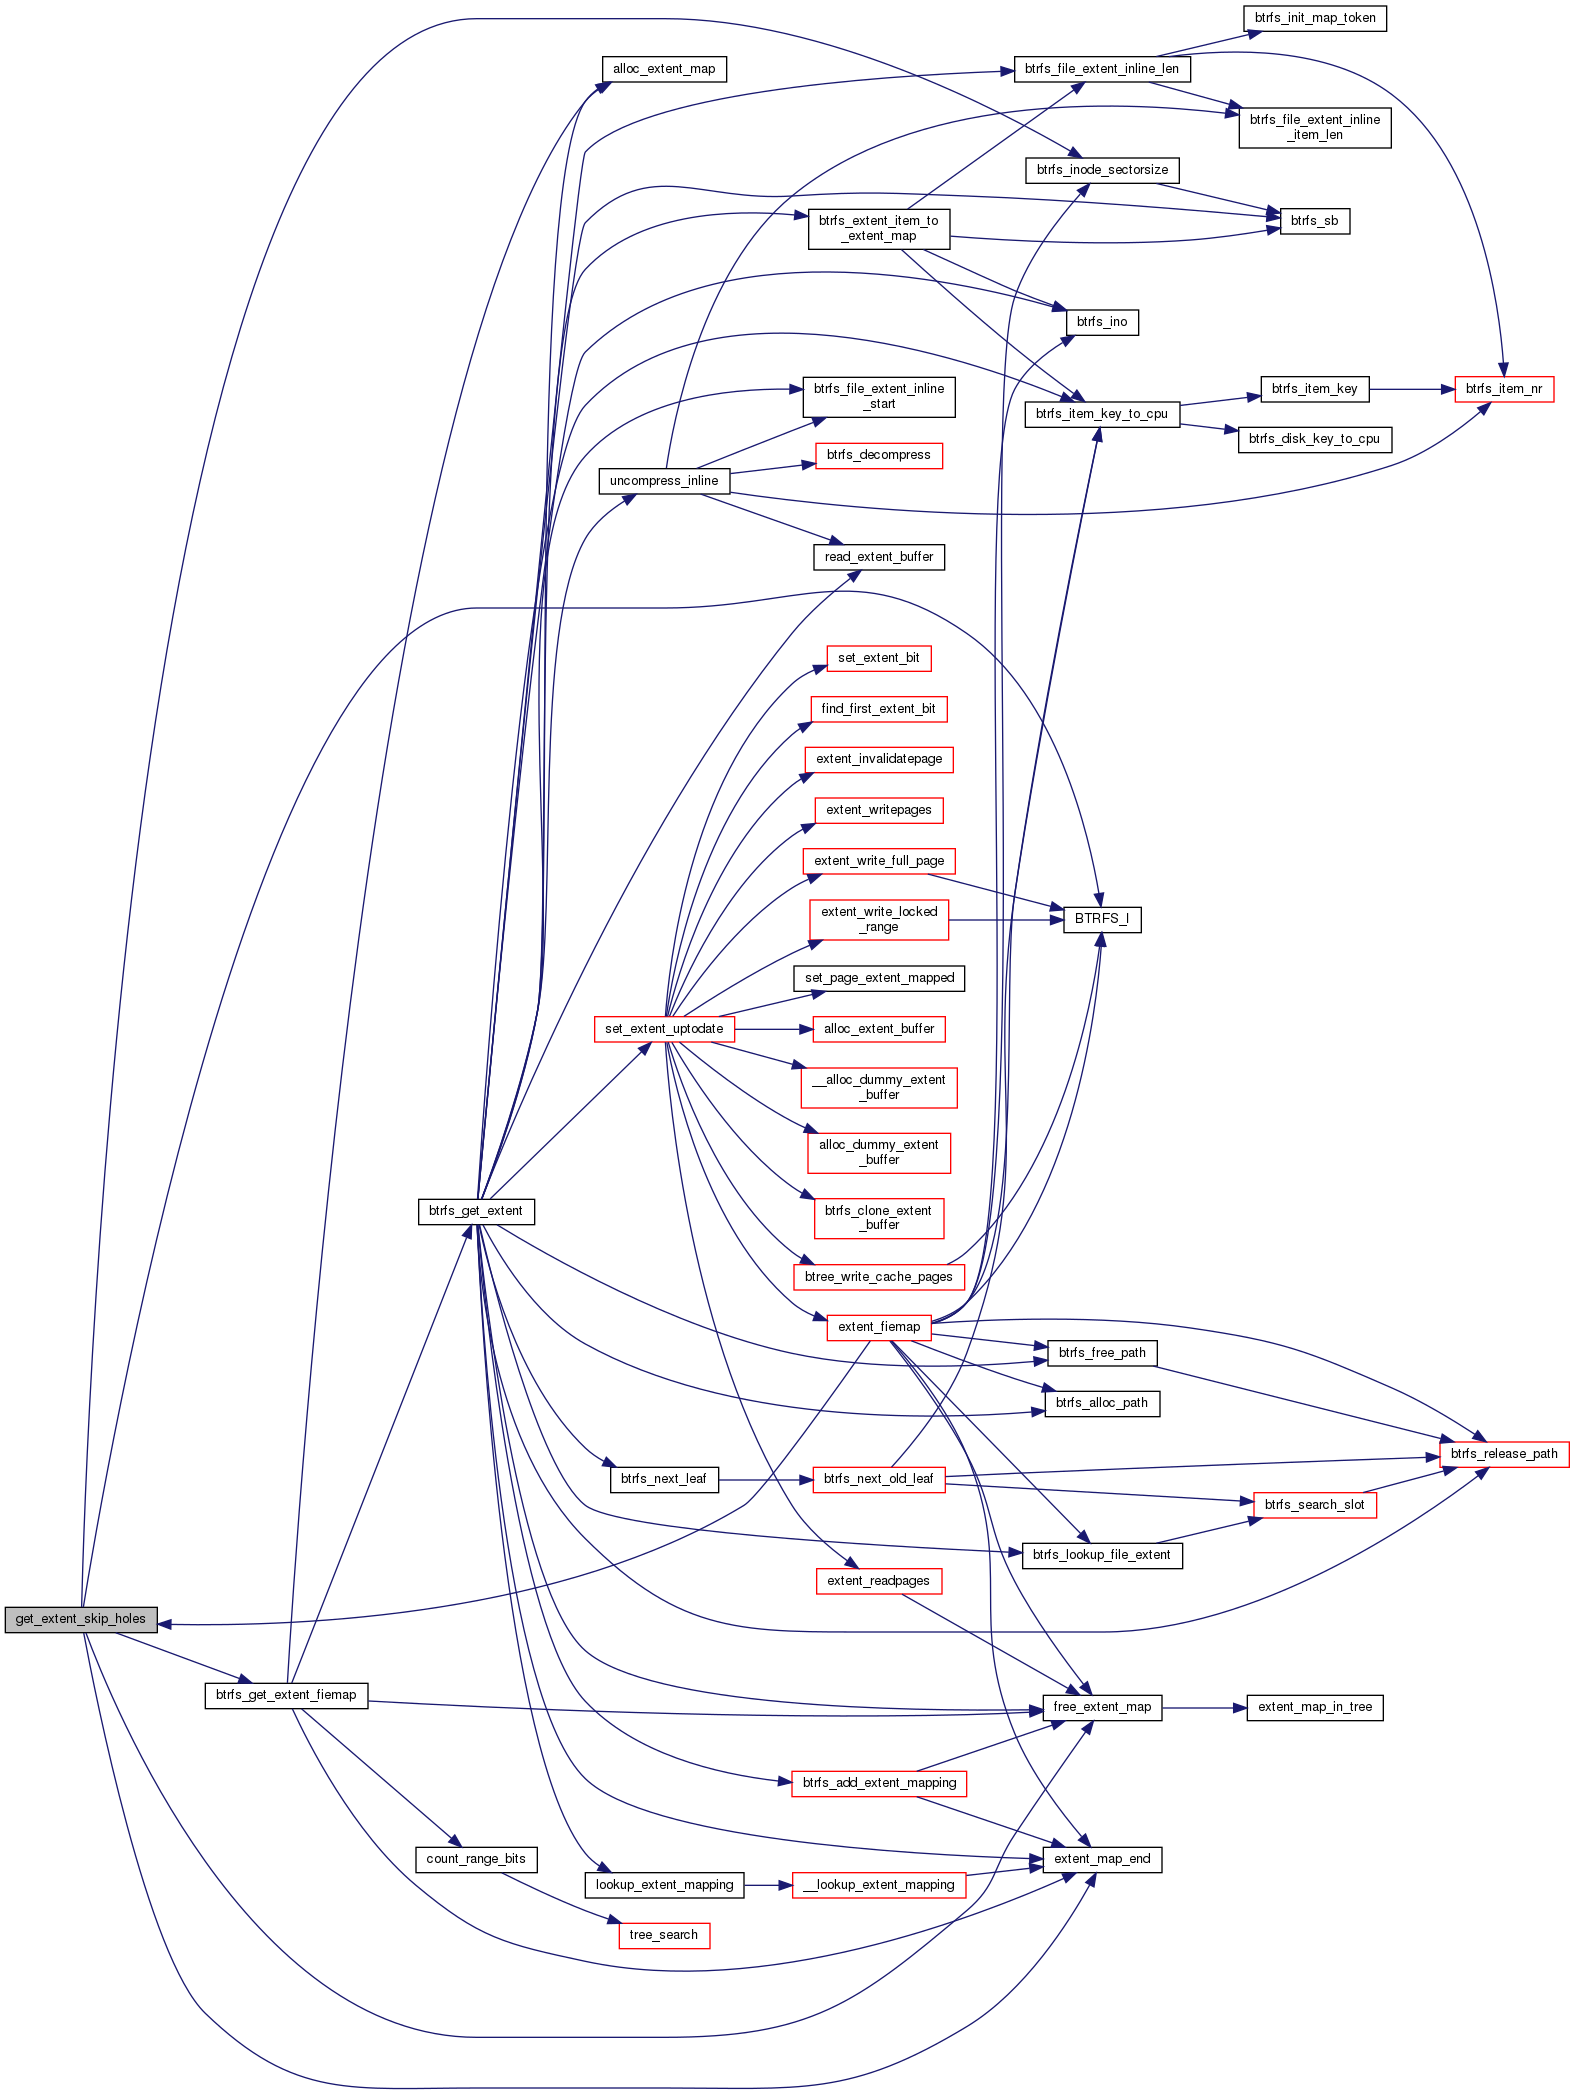 btrfs_init_map_token
alloc_extent_map
btrfs_file_extent_inline_len
btrfs_file_extent_inline
_item_len
btrfs_inode_sectorsize
btrfs_extent_item_to
_extent_map
btrfs_sb
btrfs_ino
btrfs_file_extent_inline
_start
btrfs_item_key
btrfs_item_nr
btrfs_item_key_to_cpu
btrfs_disk_key_to_cpu
btrfs_decompress
uncompress_inline
read_extent_buffer
set_extent_bit
find_first_extent_bit
extent_invalidatepage
extent_writepages
extent_write_full_page
extent_write_locked
_range
BTRFS_I
set_page_extent_mapped
set_extent_uptodate
alloc_extent_buffer
__alloc_dummy_extent
_buffer
alloc_dummy_extent
_buffer
btrfs_get_extent
btrfs_clone_extent
_buffer
btree_write_cache_pages
extent_fiemap
btrfs_free_path
btrfs_alloc_path
btrfs_release_path
btrfs_next_leaf
btrfs_next_old_leaf
btrfs_search_slot
btrfs_lookup_file_extent
extent_readpages
get_extent_skip_holes
btrfs_get_extent_fiemap
free_extent_map
extent_map_in_tree
btrfs_add_extent_mapping
count_range_bits
extent_map_end
lookup_extent_mapping
__lookup_extent_mapping
tree_search